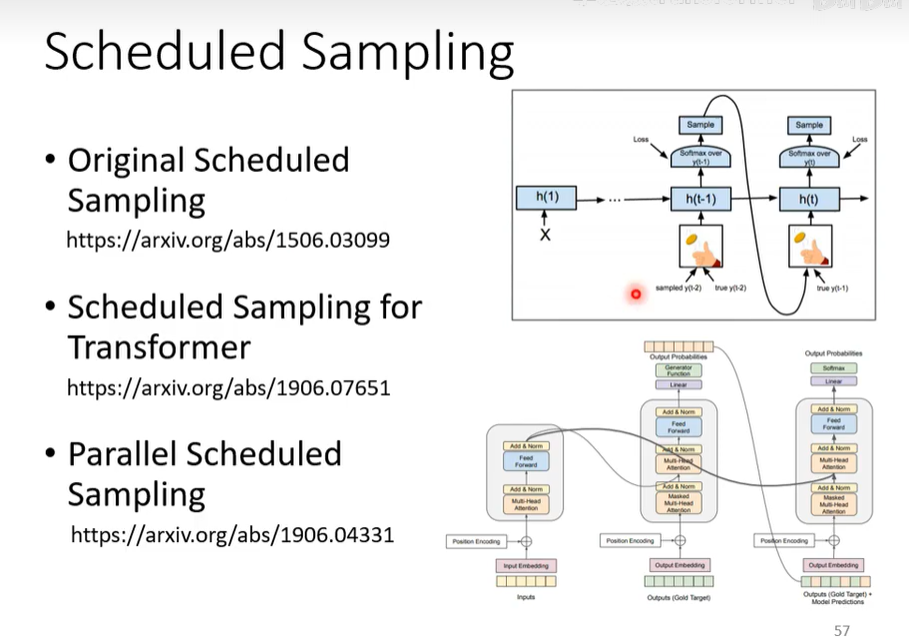 Scheduled Sampling
• Original Scheduled
Sampling
https://arxiv.org/abs/1506.03099
• Scheduled Sampling for
Transformer
https://arxiv.org/abs/1906.07651
• Parallel Scheduled
Sampling
https://arxiv.org/abs/1906.04331
Sample
Sample
Loss
Loss
Softmax over
y(t-1)
Softmax over
y(t)
h(1)
...
h(t-1)
h(t)
X
sampled y(t-2)
true y(t-2)
true y(t-1)
Output Probabilities
Generator
Function
Linear
Add & Norm
Feed
Forward
Add & Norm
Multi-Head
Attention
Add & Norm
Masked
Multi-Head
Attention
Position Encoding
Output Embedding
Outputs (Gold Target)
Output Probabilities
Softmax
Linear
Add & Norm
Feed
Forward
Add & Norm
Multi-Head
Attention
Add & Norm
Masked
Multi-Head
Attention
Position Encoding
Output Embedding
Outputs (Gold Target) +
Model Predictions
Add & Norm
Feed
Forward
Add & Norm
Multi-Head
Attention
Position Encoding
Input Embedding
Inputs
57